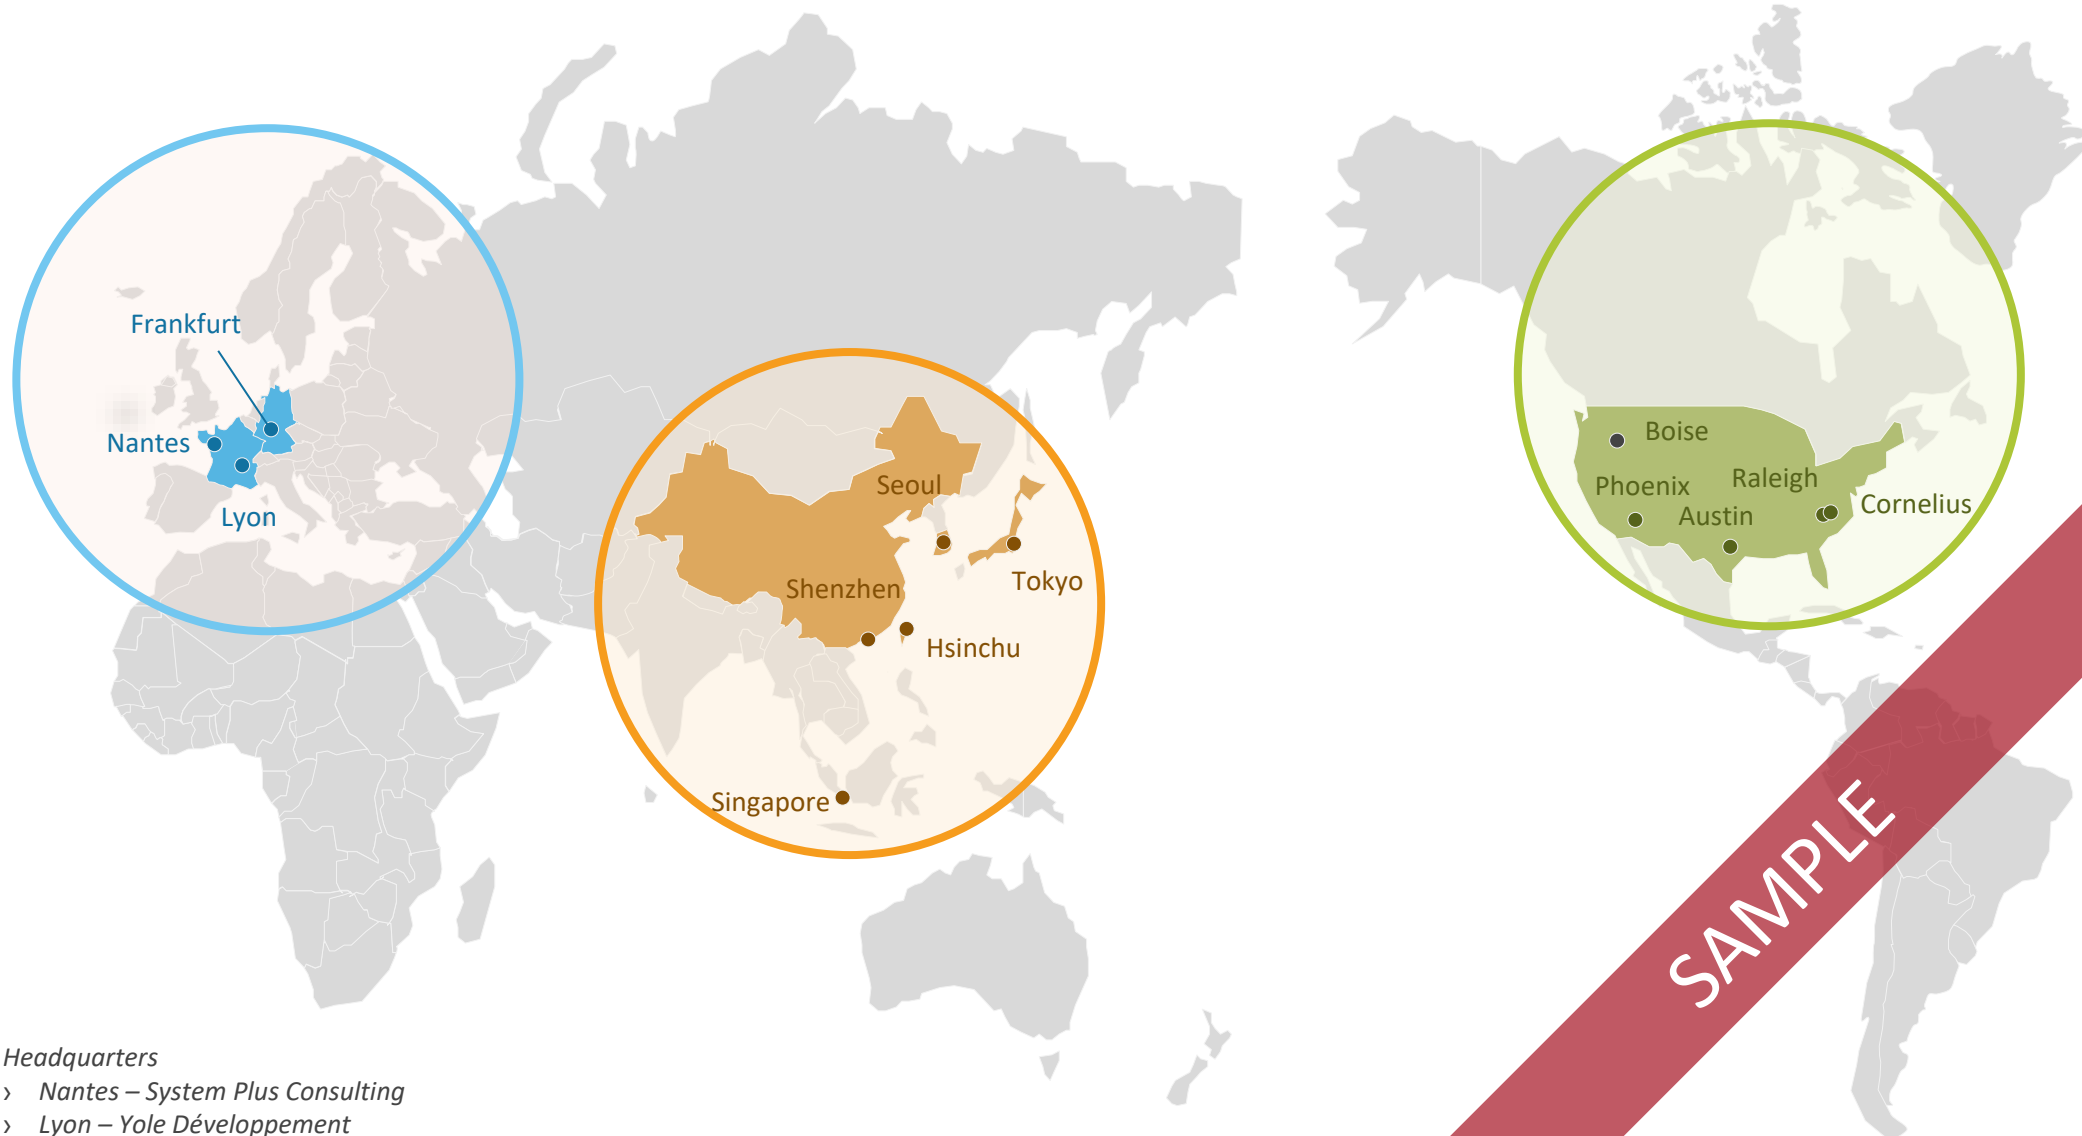 Frankfurt
Nantes
Lyon
Seoul
Tokyo
Shenzhen
Hsinchu
Singapore
Boise
Phoenix
Raleigh
Austin
Cornelius
SAMPLE
Headquarters
› Nantes – System Plus Consulting
› Lyon – Yole Développement